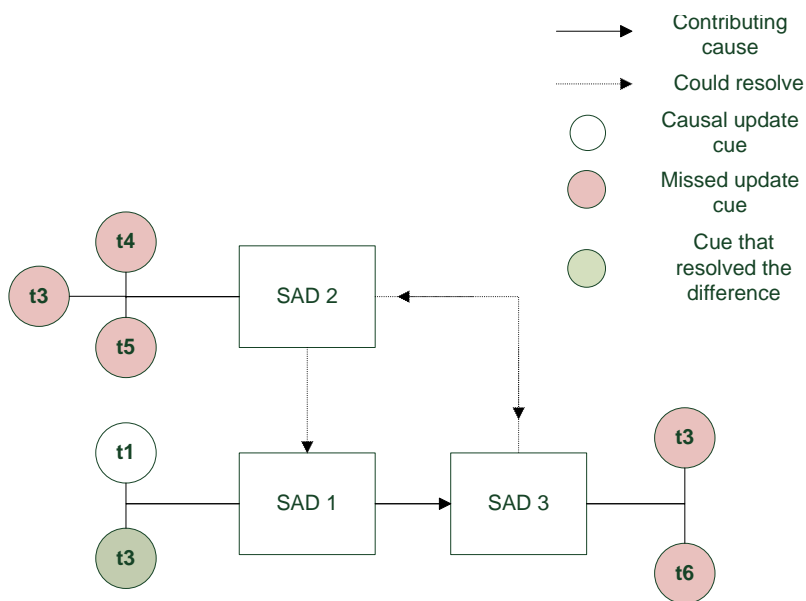 Contributing
cause
Could resolve
Causal update
cue
Missed update
cue
Cue that
resolved the
difference
t4
t3
SAD 2
t5
t1
t3
SAD 1
SAD 3
t3
t6